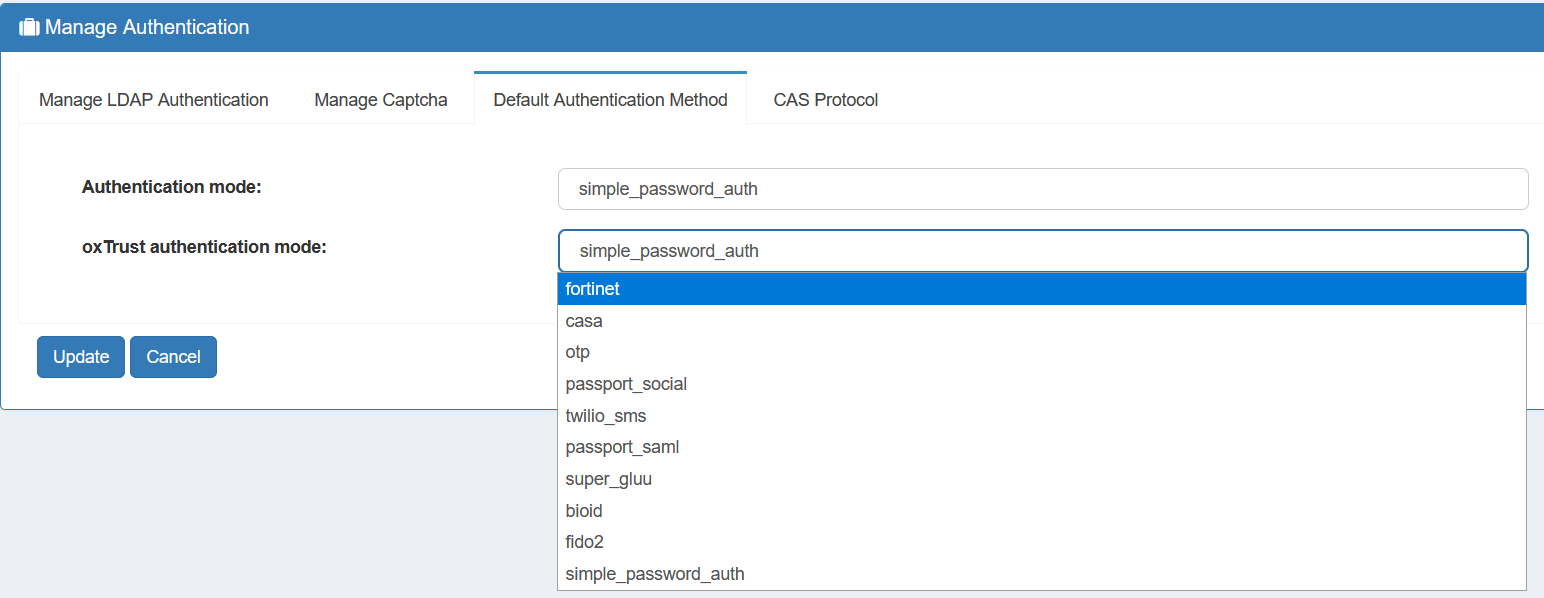 Manage Authentication
Manage LDAP Authentication Manage Captcha Default Authentication Method CAS Protocol
Authentication mode: simple_password_auth
oxTrust authentication mode: simple_password_auth
fortinet
casa
otp
passport_social
twilio_sms
passport_saml
super_gluu
bioid
fido2
simple_password_auth
Update Cancel